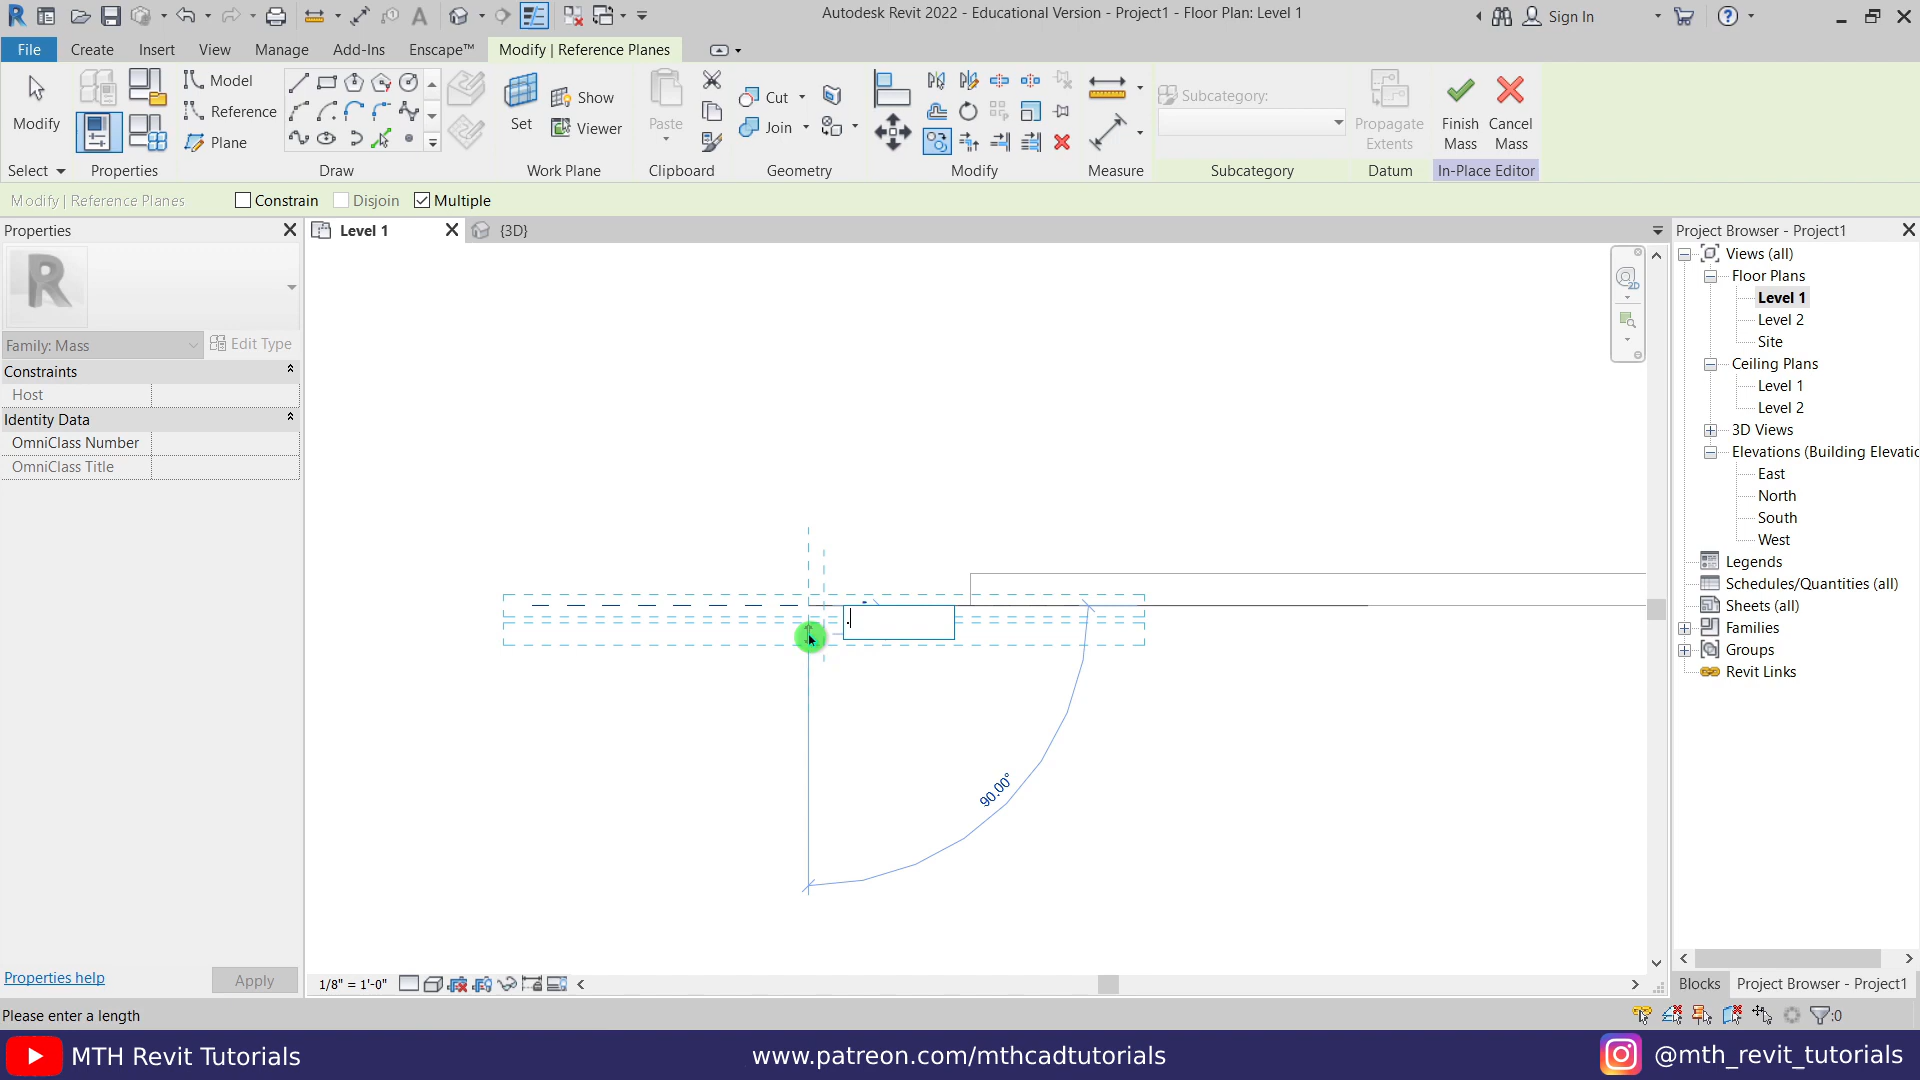 Autodesk Revit 2022 - Educational Version - Project1 - Floor Plan: Level 1
Sign In
File
Create
Insert
View
Manage
Add-Ins
Enscape™
Modify | Reference Planes
Modify
Model
Reference
Plane
Set
Show
Viewer
Paste
Cut
Join
Subcategory:
Propagate
Extents
Finish
Mass
Cancel
Mass
Select
Properties
Draw
Work Plane
Clipboard
Geometry
Modify
Measure
Subcategory
Datum
In-Place Editor
Modify | Reference Planes
Constrain
Disjoin
Multiple
Properties
Level 1
{3D}
Project Browser - Project1
R
Family: Mass
Edit Type
Constraints
Host
Identity Data
OmniClass Number
OmniClass Title
2D
.
90.00°
Views (all)
Floor Plans
Level 1
Level 2
Site
Ceiling Plans
Level 1
Level 2
3D Views
Elevations (Building Elevatic
East
North
South
West
Legends
Schedules/Quantities (all)
Sheets (all)
Families
Groups
Revit Links
Properties help
Apply
1/8" = 1'-0"
Blocks
Project Browser - Project1
Please enter a length
:0
MTH Revit Tutorials
www.patreon.com/mthcadtutorials
@mth_revit_tutorials